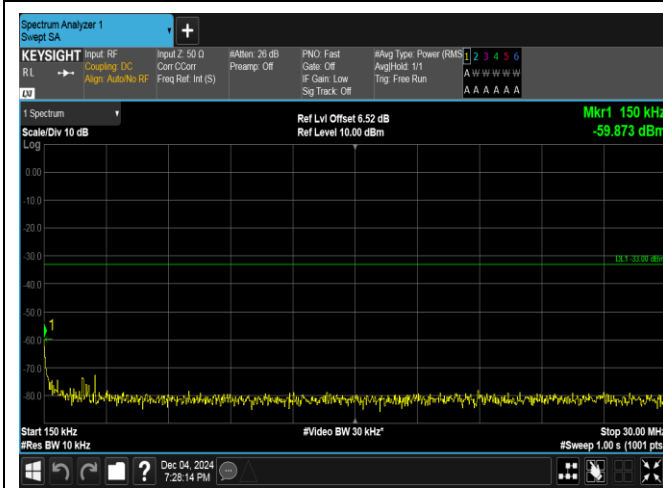 Spectrum Analyzer 1
Swept SA
+
KEYSIGHT
RL
LXI
Input: RF
Coupling: DC
Align: Auto/No RF
Input Z: 50 Ω
Corr CCorr
Freq Ref: Int (S)
#Atten: 26 dB
Preamp: Off
PNO: Fast
Gate: Off
IF Gain: Low
Sig Track: Off
#Avg Type: Power (RMS
Avg|Hold: 1/1
Trig: Free Run
1 2 3 4 5 6
A W W W W W
A A A A A A
1 Spectrum
Scale/Div 10 dB
Log
Ref Lvl Offset 6.52 dB
Ref Level 10.00 dBm
Mkr1 150 kHz
-59.873 dBm
0.00
-10.0
-20.0
-30.0
DL1 -33.00 dBm
-40.0
-50.0
1
-60.0
-70.0
-80.0
Start 150 kHz
#Video BW 30 kHz*
Stop 30.00 MHz
#Res BW 10 kHz
#Sweep 1.00 s (1001 pts
?
Dec 04, 2024
7:28:14 PM